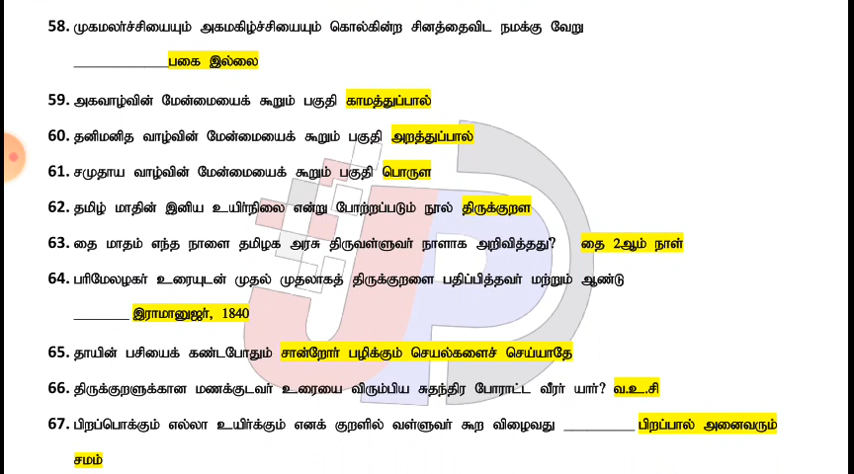 58. முகமலர்ச்சியையும் அகமகிழ்ச்சியையும் கொல்கின்ற சினத்தைவிட நமக்கு வேறு
______________பகை இல்லை
59. அகவாழ்வின் மேன்மையைக் கூறும் பகுதி காமத்துப்பால்
60. தனிமனித வாழ்வின் மேன்மையைக் கூறும் பகுதி அறத்துப்பால்
61. சமுதாய வாழ்வின் மேன்மையைக் கூறும் பகுதி பொருள
62. தமிழ் மாதின் இனிய உயிர்நிலை என்று போற்றப்படும் நூல் திருக்குறள
63. தை மாதம் எந்த நாளை தமிழக அரசு திருவள்ளுவர் நாளாக அறிவித்தது? தை 2ஆம் நாள்
64. பரிமேலழகர் உரையுடன் முதல் முதலாகத் திருக்குறளை பதிப்பித்தவர் மற்றும் ஆண்டு
________ இராமானுஜர், 1840
65. தாயின் பசியைக் கண்டபோதும் சான்றோர் பழிக்கும் செயல்களைச் செய்யாதே
66. திருக்குறளுக்கான மணக்குடவர் உரையை விரும்பிய சுதந்திர போராட்ட வீரர் யார்? வ.உ.சி
67. பிறப்பொக்கும் எல்லா உயிர்க்கும் எனக் குறளில் வள்ளுவர் கூற விழைவது __________ பிறப்பால் அனைவரும்
சமம்